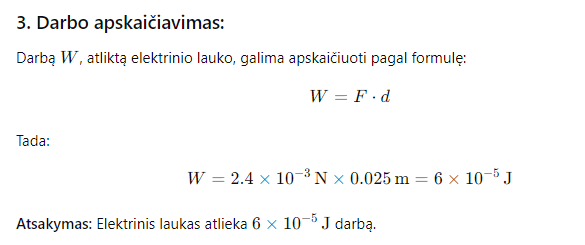 3. Darbo apskaičiavimas:
Darbą W, atliktą elektrinio lauko, galima apskaičiuoti pagal formulę:
W = F · d
Tada:
W = 2.4 × 10⁻³ N × 0.025 m = 6 × 10⁻⁵ J
Atsakymas: Elektrinis laukas atlieka 6 × 10⁻⁵ J darbą.